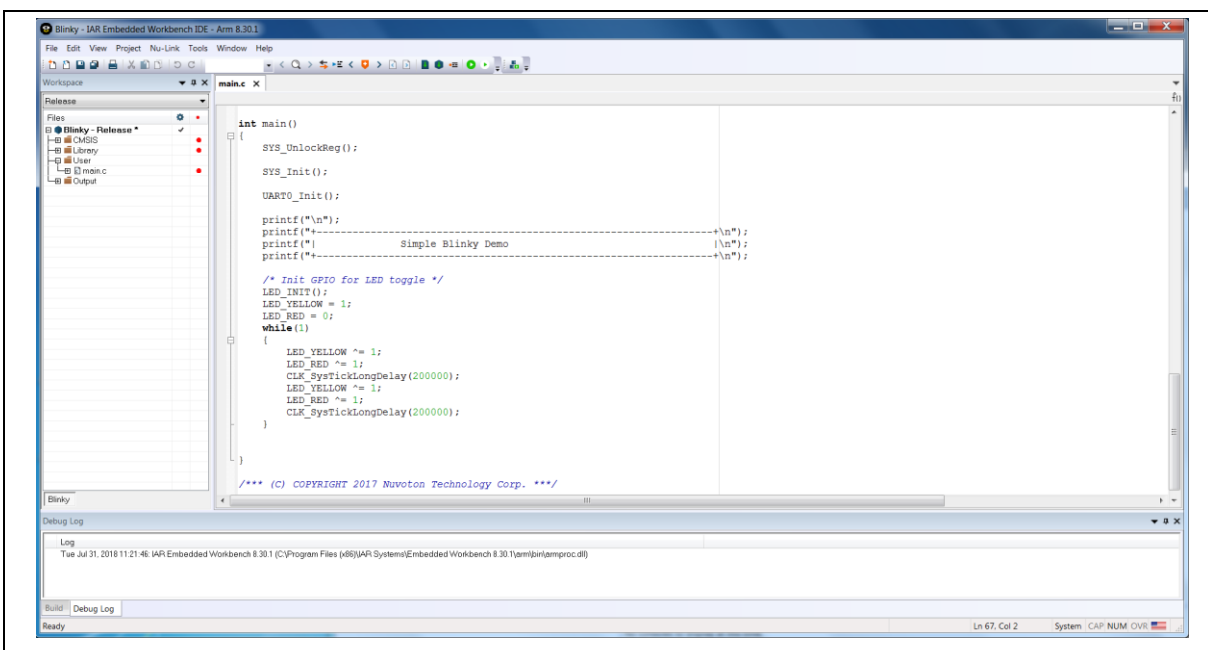 Blinky - IAR Embedded Workbench IDE - Arm 8.30.1
File Edit View Project Nu-Link Tools Window Help
Workspace
main.c X
Release
Files
Blinky - Release *
CMSIS
Library
User
main.c
Output
int main()
{
SYS_UnlockReg();
SYS_Init();
UART0_Init();
printf("\n");
printf("+-------------------------------------------------------------------+\n");
printf("|              Simple Blinky Demo                                   |\n");
printf("+-------------------------------------------------------------------+\n");
/* Init GPIO for LED toggle */
LED_INIT();
LED_YELLOW = 1;
LED_RED = 0;
while(1)
{
LED_YELLOW ^= 1;
LED_RED ^= 1;
CLK_SysTickLongDelay(200000);
LED_YELLOW ^= 1;
LED_RED ^= 1;
CLK_SysTickLongDelay(200000);
}
}
/*** (C) COPYRIGHT 2017 Nuvoton Technology Corp. ***/
Blinky
Debug Log
Log
Tue Jul 31, 2018 11:21:46: IAR Embedded Workbench 8.30.1 (C:\Program Files (x86)\IAR Systems\Embedded Workbench 8.30.1\arm\bin\armproc.dll)
Build Debug Log
Ready Ln 67, Col 2 System CAP NUM OVR